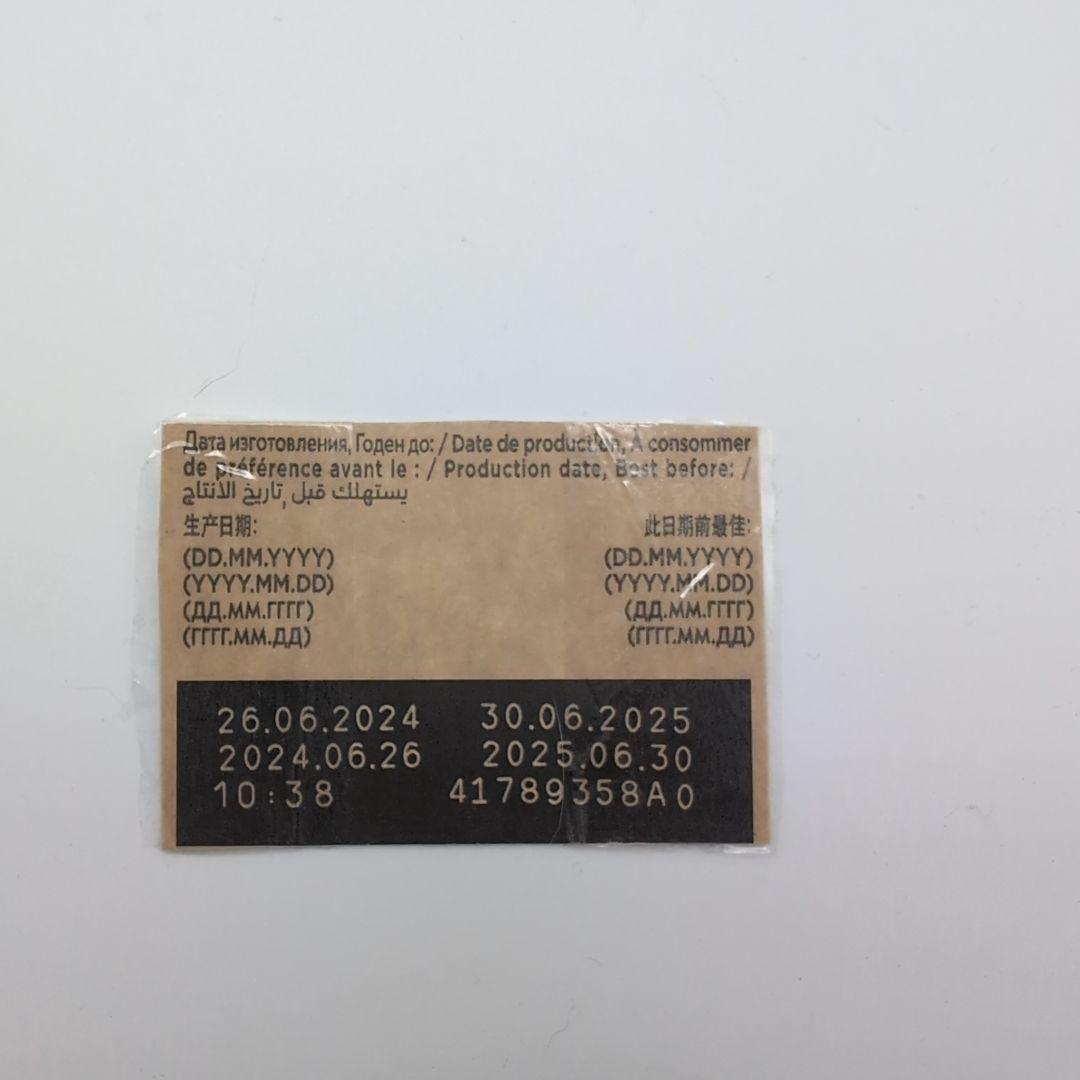 Дата изготовления, Годен до: / Date de production, À consommer
de préférence avant le : / Production date, Best before: /
يستهلك قبل ,تاريخ الانتاج
生产日期: 此日期前最佳:
(DD.MM.YYYY) (DD.MM.YYYY)
(YYYY.MM.DD) (YYYY.MM.DD)
(ДД.ММ.ГГГГ) (ДД.ММ.ГГГГ)
(ГГГГ.ММ.ДД) (ГГГГ.ММ.ДД)
26.06.2024 30.06.2025
2024.06.26 2025.06.30
10:38 41789358A0